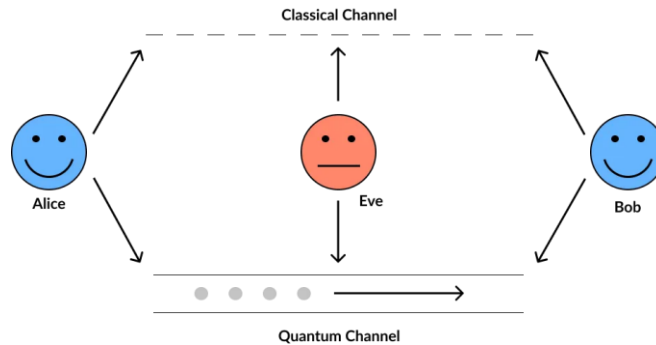 Classical Channel
Alice
Eve
Bob
Quantum Channel